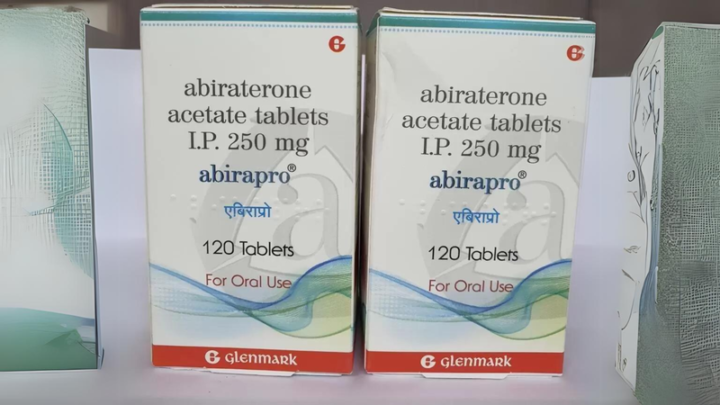 abiraterone
acetate tablets
I.P. 250 mg
abirapro®
एबिराप्रो
120 Tablets
For Oral Use
G GLENMARK
abiraterone
acetate tablets
I.P. 250 mg
abirapro®
एबिराप्रो
120 Tablets
For Oral Use
G GLENMARK